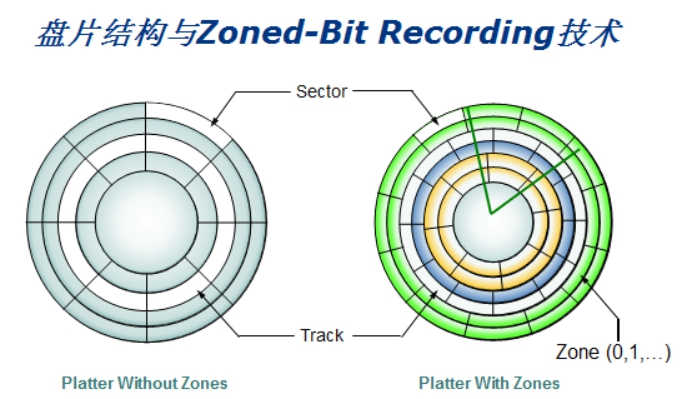 盘片结构与Zoned-Bit Recording技术
Sector
Track
Zone (0,1,...)
Platter Without Zones
Platter With Zones